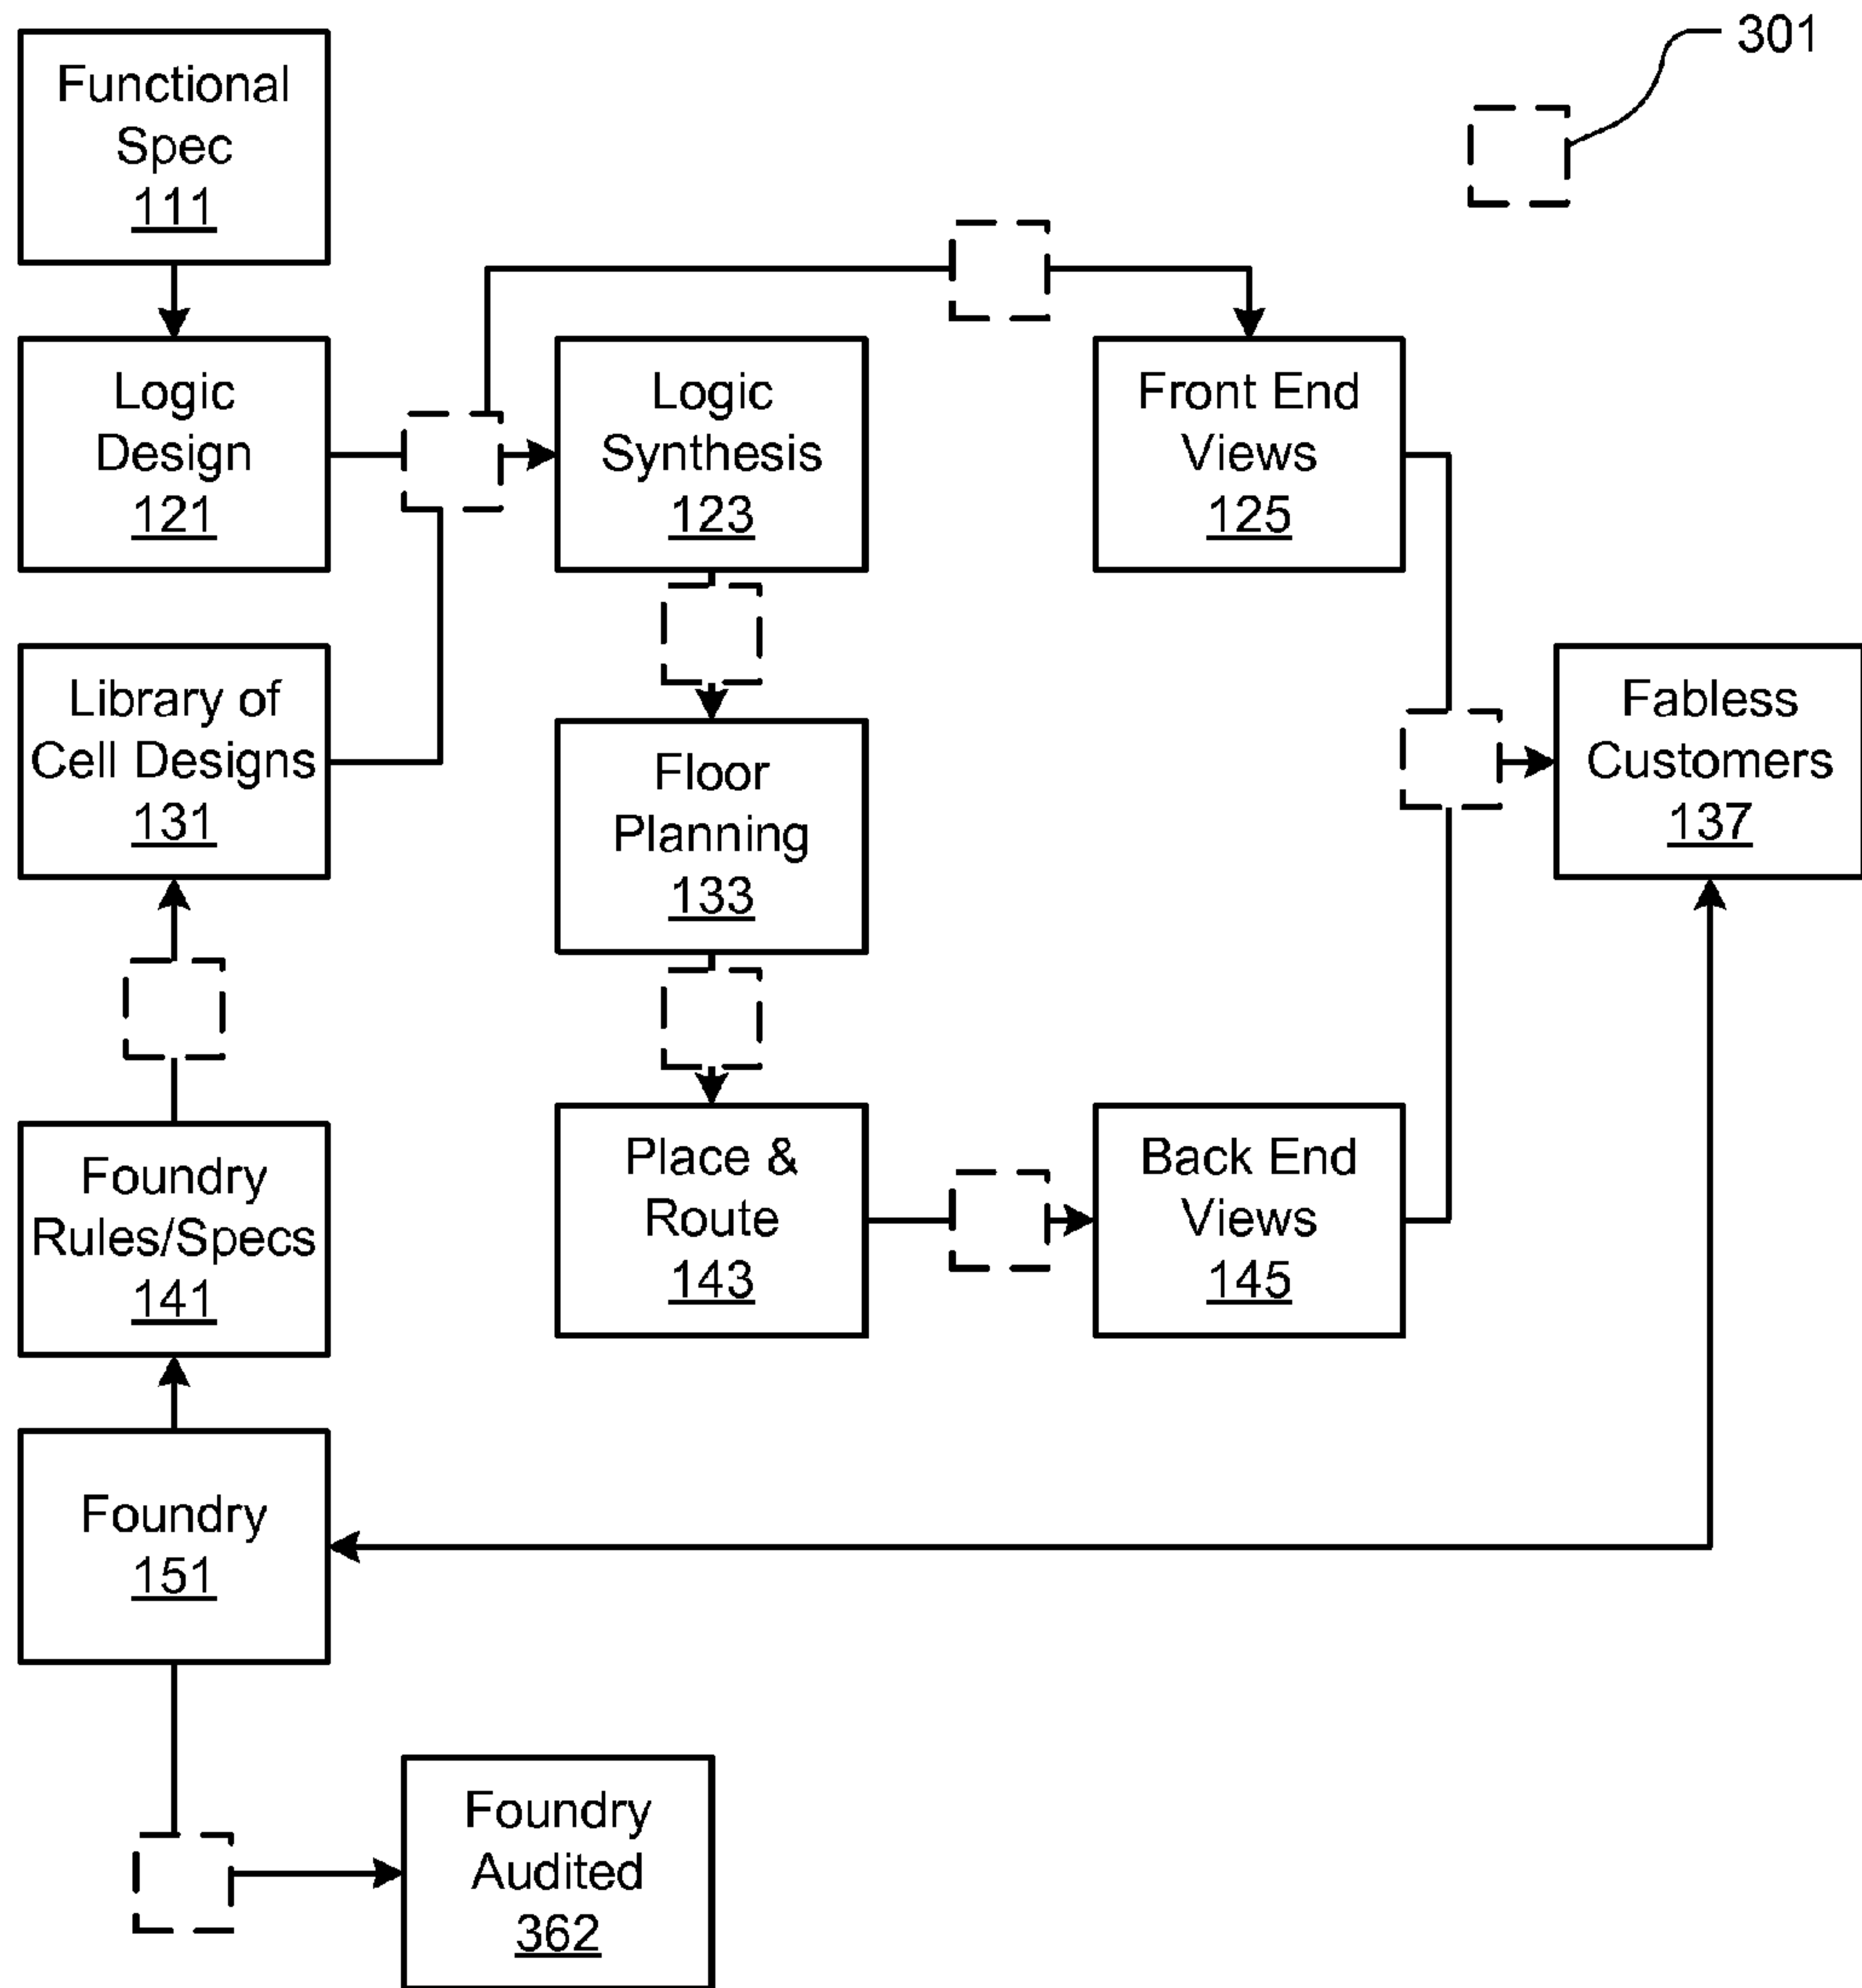 Functional
Spec
111
301
Logic
Design
121
Logic
Synthesis
123
Front End
Views
125
Library of
Cell Designs
131
Floor
Planning
133
Fabless
Customers
137
Foundry
Rules/Specs
141
Place &
Route
143
Back End
Views
145
Foundry
151
Foundry
Audited
362